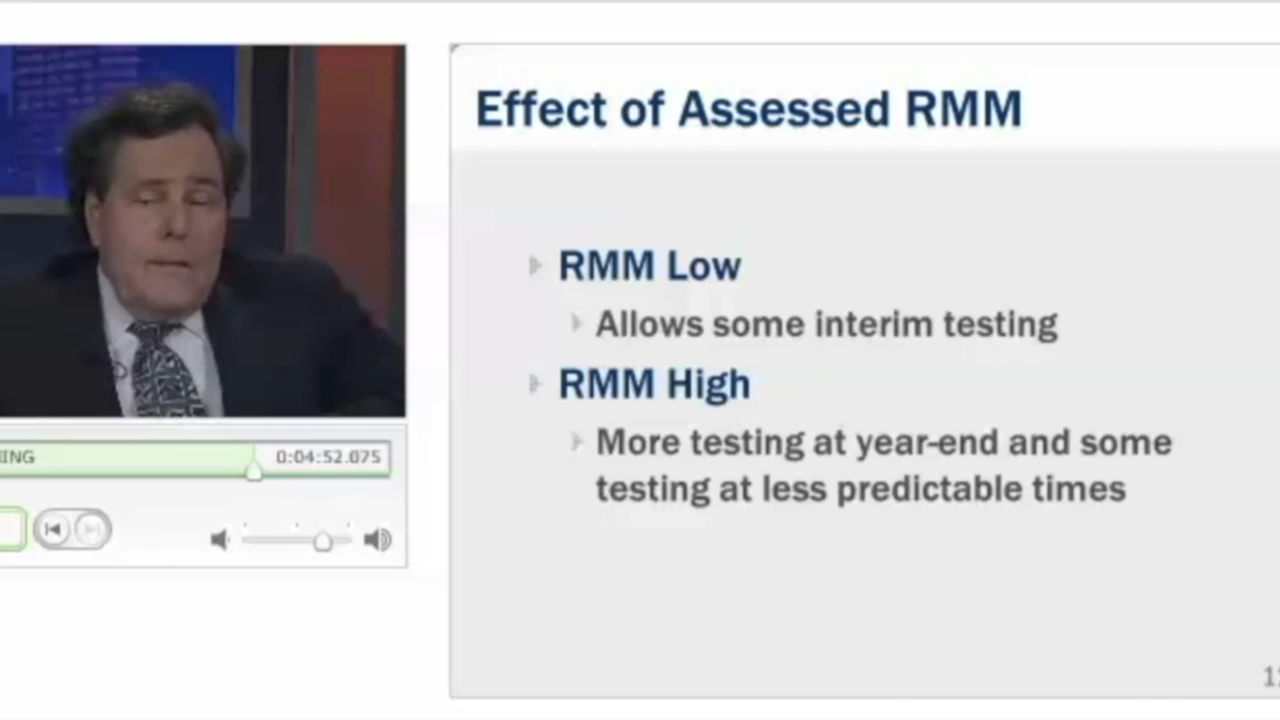 Effect of Assessed RMM
RMM Low
Allows some interim testing
RMM High
More testing at year-end and some
testing at less predictable times
0:04:52.075